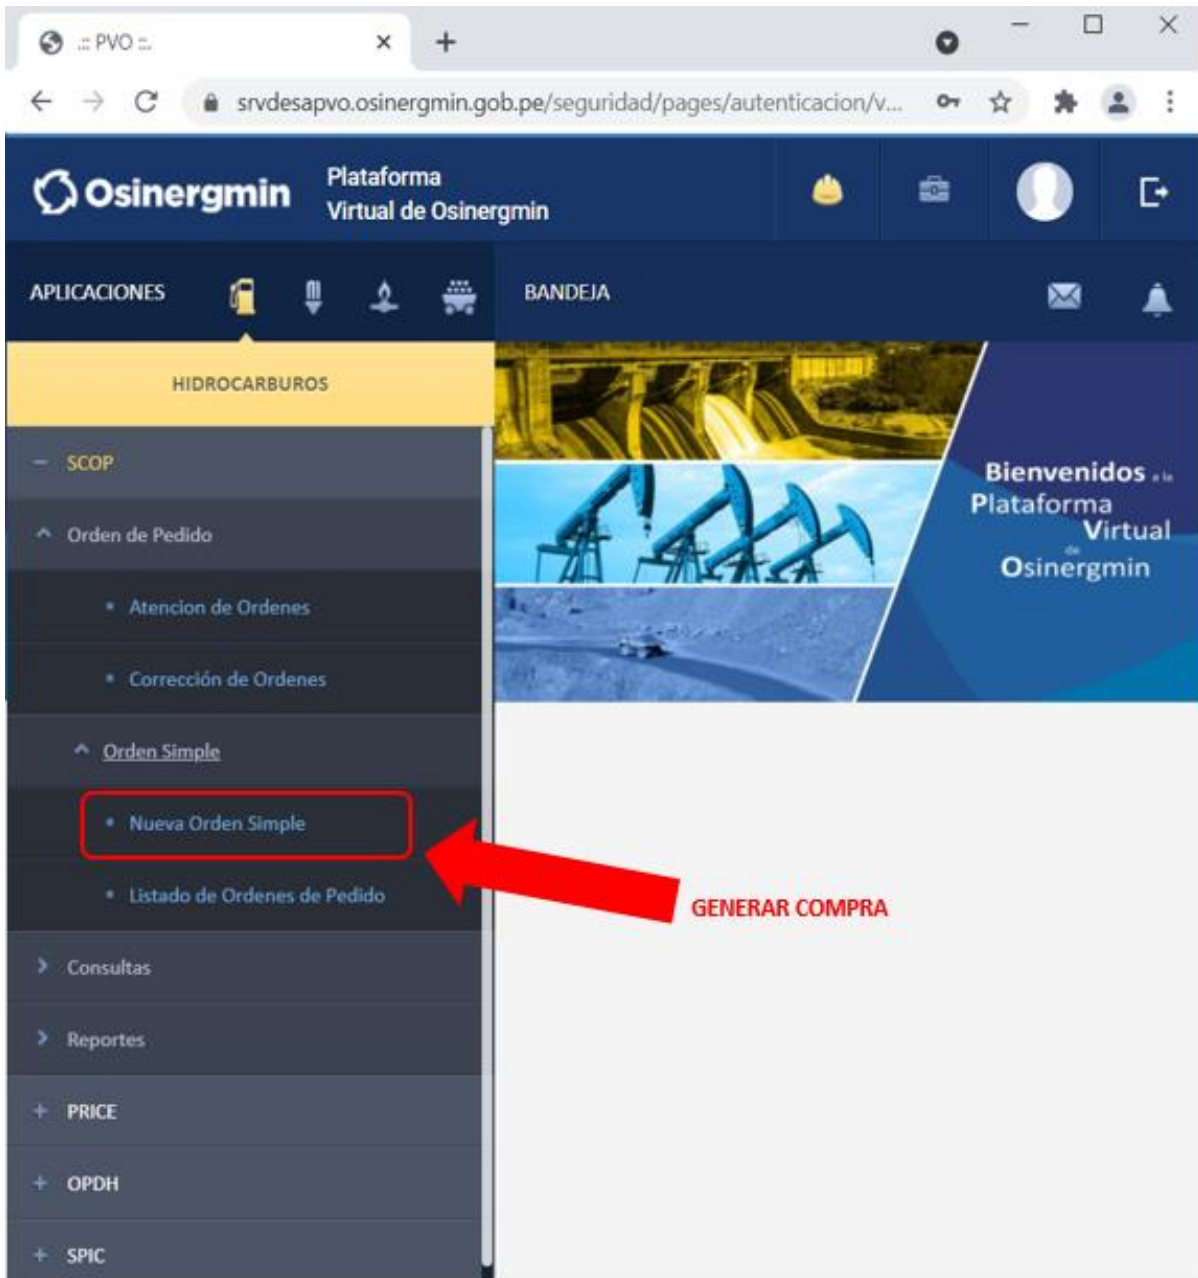 .:: PVO ::.
srvdesapvo.osinergmin.gob.pe/seguridad/pages/autenticacion/v...
Osinergmin
Plataforma
Virtual de Osinergmin
APLICACIONES
BANDEJA
HIDROCARBUROS
SCOP
Orden de Pedido
Atencion de Ordenes
Corrección de Ordenes
Orden Simple
Nueva Orden Simple
Listado de Ordenes de Pedido
Consultas
Reportes
PRICE
OPDH
SPIC
Bienvenidos a la
Plataforma
Virtual
de
Osinergmin
GENERAR COMPRA